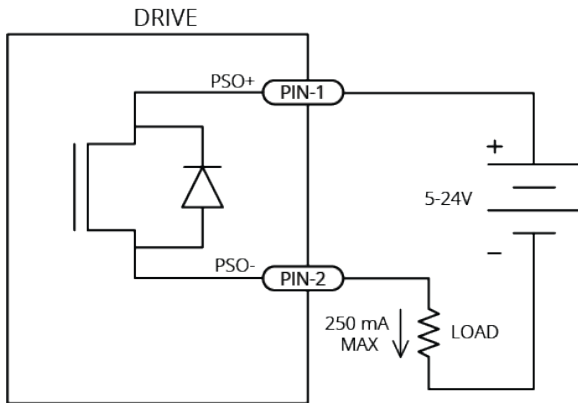 DRIVE
PSO+
PIN-1
+
5-24V
−
PSO-
PIN-2
250 mA
MAX
LOAD